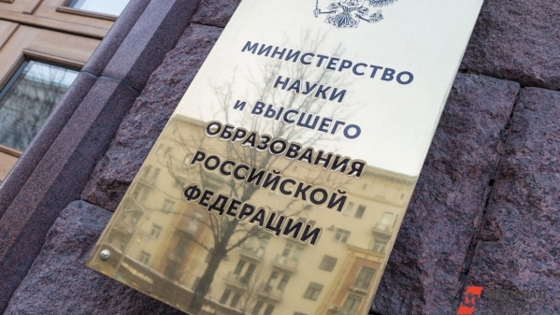 МИНИСТЕРСТВО
НАУКИ
и ВЫСШЕГО
ОБРАЗОВАНИЯ
РОССИЙСКОЙ
ФЕДЕРАЦИИ